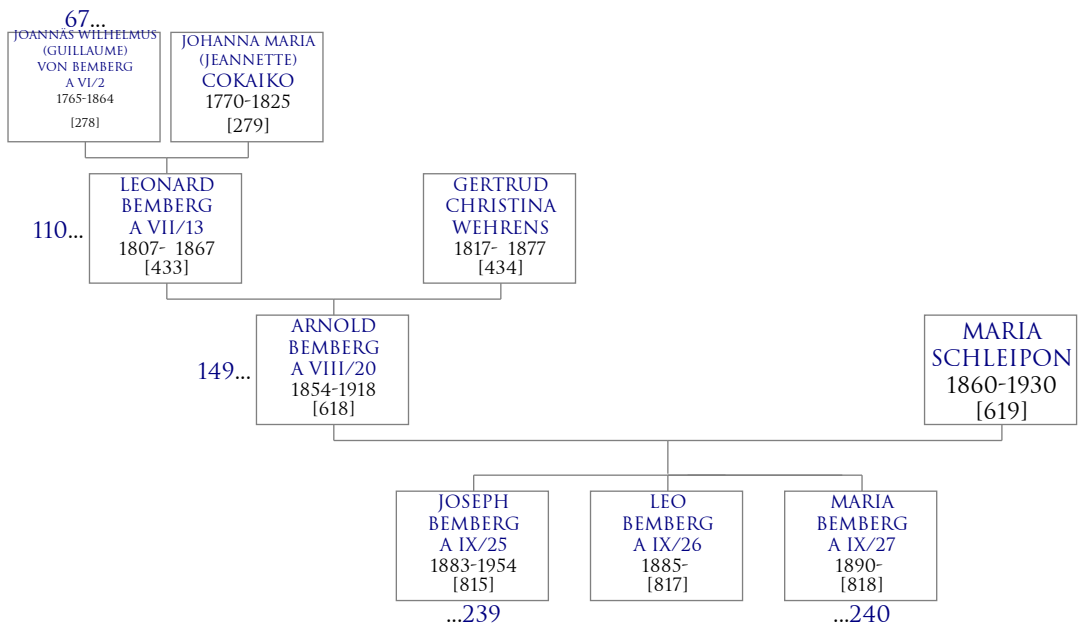 67...
JOANNÄS WILHELMUS
(GUILLAUME)
VON BEMBERG
A VI/2
1765-1864
[278]
JOHANNA MARIA
(JEANNETTE)
COKAIKO
1770-1825
[279]
110...
LEONARD
BEMBERG
A VII/13
1807- 1867
[433]
GERTRUD
CHRISTINA
WEHRENS
1817- 1877
[434]
149...
ARNOLD
BEMBERG
A VIII/20
1854-1918
[618]
MARIA
SCHLEIPON
1860-1930
[619]
JOSEPH
BEMBERG
A IX/25
1883-1954
[815]
...239
LEO
BEMBERG
A IX/26
1885-
[817]
MARIA
BEMBERG
A IX/27
1890-
[818]
...240